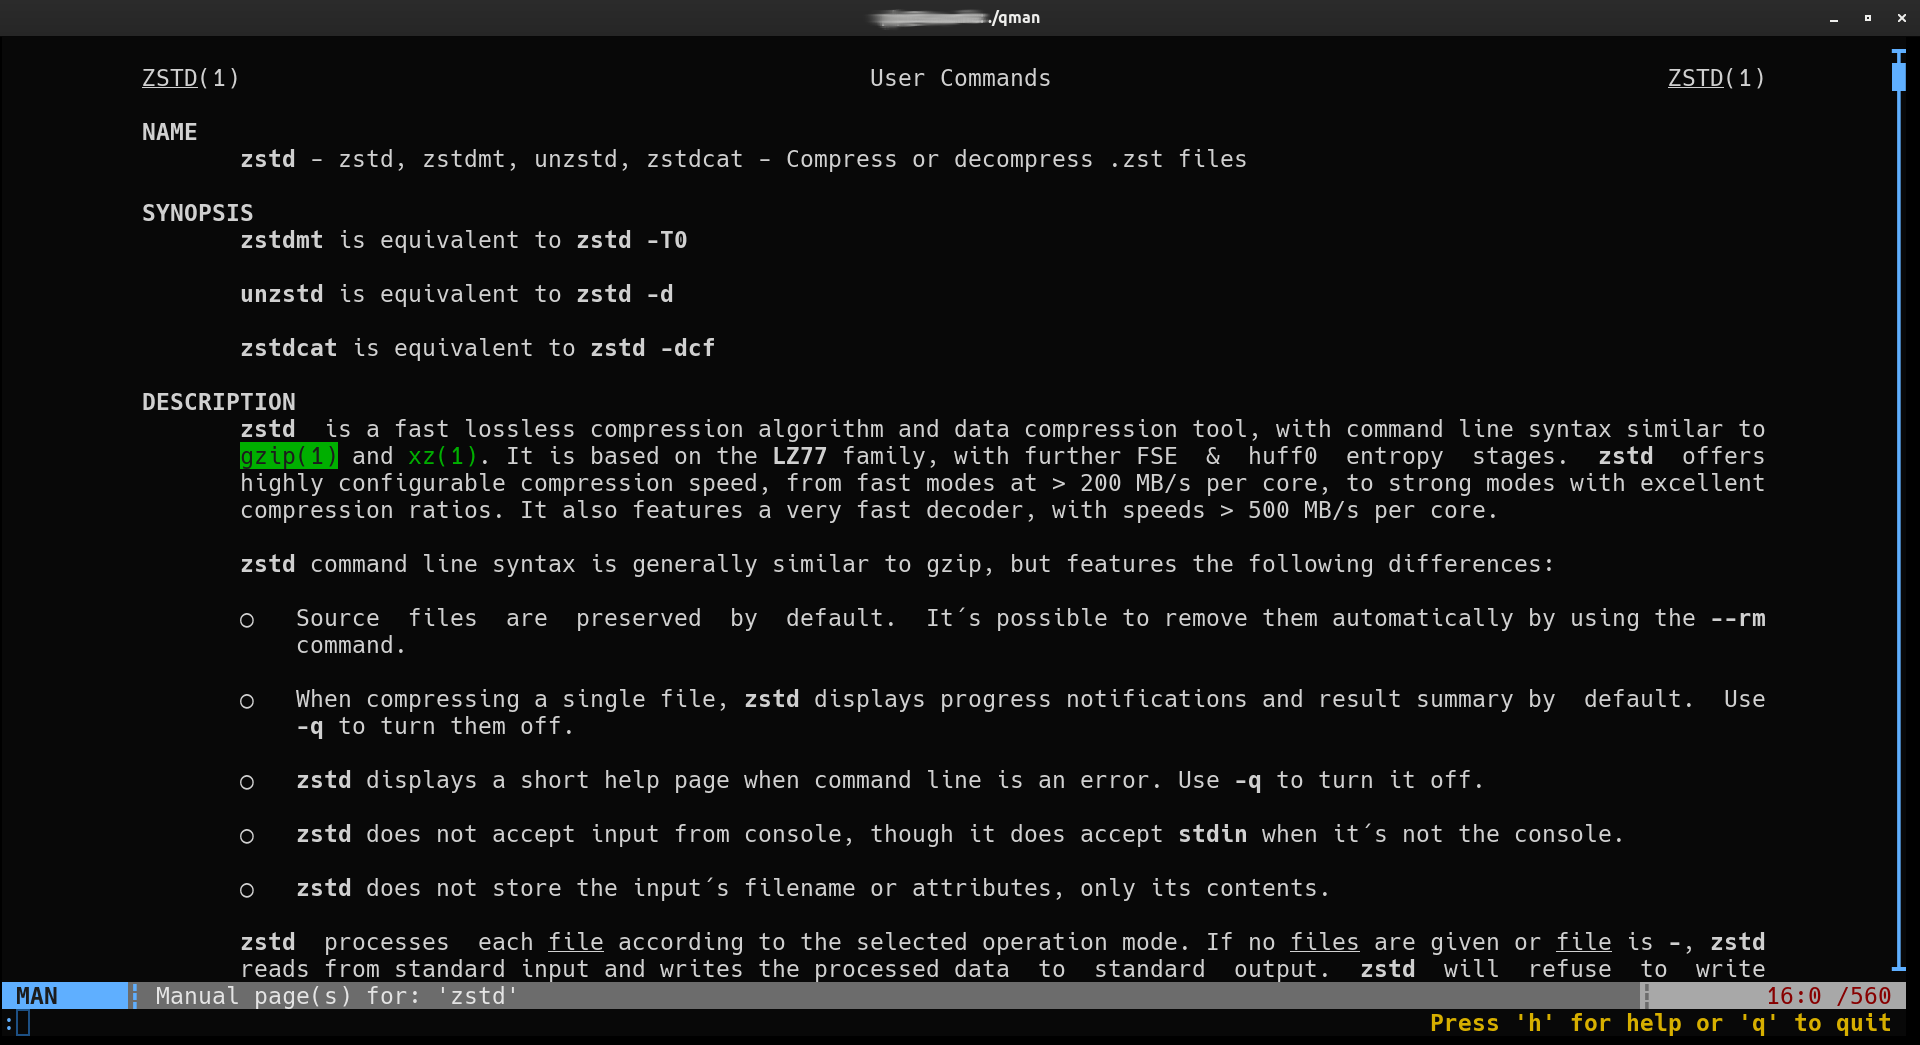 ./qman
ZSTD(1) User Commands ZSTD(1)
NAME
zstd - zstd, zstdmt, unzstd, zstdcat - Compress or decompress .zst files
SYNOPSIS
zstdmt is equivalent to zstd -T0
unzstd is equivalent to zstd -d
zstdcat is equivalent to zstd -dcf
DESCRIPTION
zstd is a fast lossless compression algorithm and data compression tool, with command line syntax similar to
gzip(1) and xz(1). It is based on the LZ77 family, with further FSE & huff0 entropy stages. zstd offers
highly configurable compression speed, from fast modes at > 200 MB/s per core, to strong modes with excellent
compression ratios. It also features a very fast decoder, with speeds > 500 MB/s per core.
zstd command line syntax is generally similar to gzip, but features the following differences:
○ Source files are preserved by default. It´s possible to remove them automatically by using the --rm
command.
○ When compressing a single file, zstd displays progress notifications and result summary by default. Use
-q to turn them off.
○ zstd displays a short help page when command line is an error. Use -q to turn it off.
○ zstd does not accept input from console, though it does accept stdin when it´s not the console.
○ zstd does not store the input´s filename or attributes, only its contents.
zstd processes each file according to the selected operation mode. If no files are given or file is -, zstd
reads from standard input and writes the processed data to standard output. zstd will refuse to write
MAN Manual page(s) for: 'zstd' 16:0 /560
: Press 'h' for help or 'q' to quit